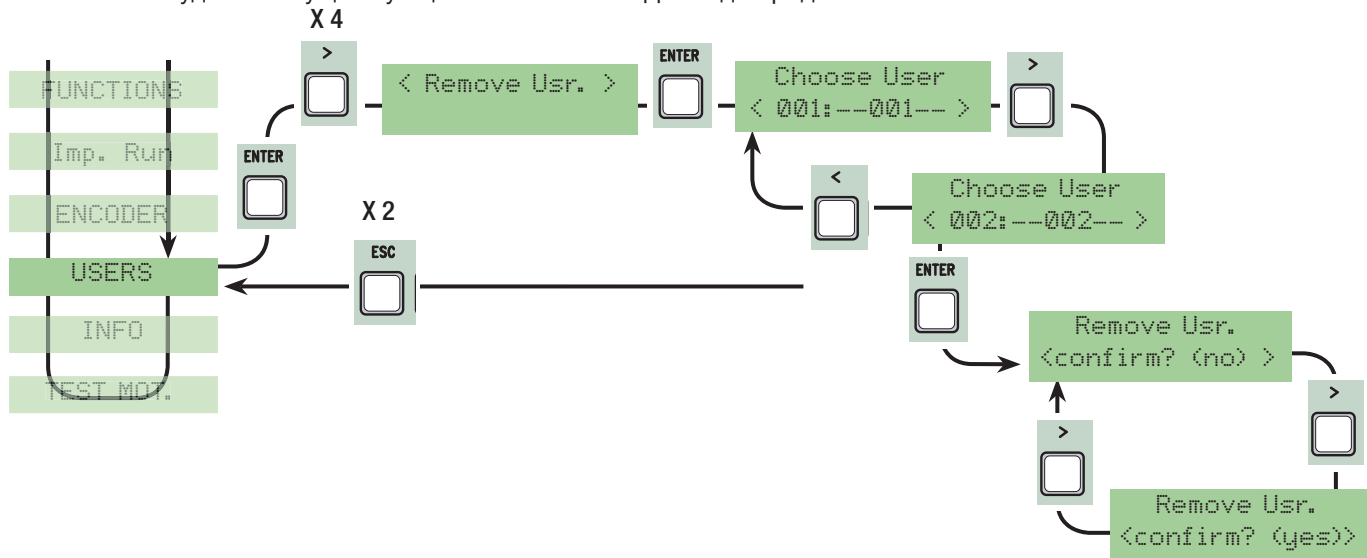 X 4
>
< Remove Usr. >
ENTER
Choose User
< 001:--001-- >
>
FUNCTIONS
Imp. Run
ENCODER
USERS
INFO
TEST MOT.
ENTER
X 2
ESC
<
Choose User
< 002:--002-- >
ENTER
Remove Usr.
<confirm? (no) >
>
>
Remove Usr.
<confirm? (yes)>